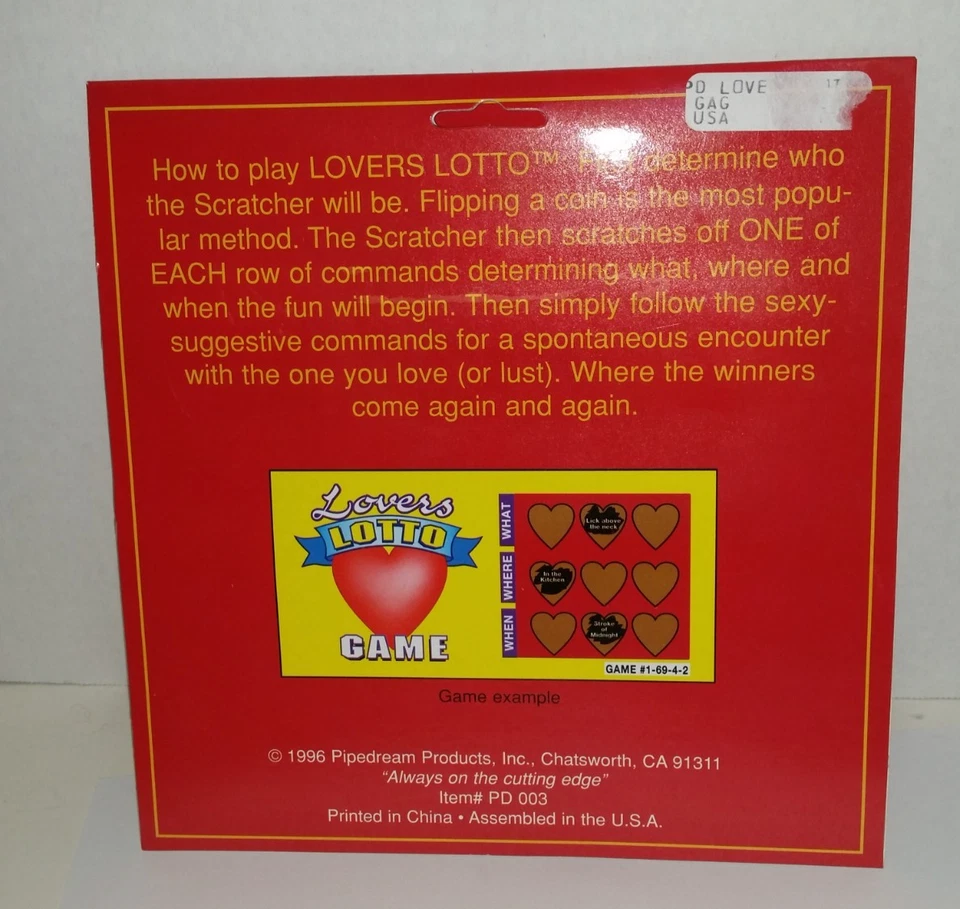 PD LOVE 17
GAG
USA
How to play LOVERS LOTTO™. First determine who
the Scratcher will be. Flipping a coin is the most popu-
lar method. The Scratcher then scratches off ONE of
EACH row of commands determining what, where and
when the fun will begin. Then simply follow the sexy-
suggestive commands for a spontaneous encounter
with the one you love (or lust). Where the winners
come again and again.
Lovers
LOTTO
GAME
WHAT
Lick above
the neck
WHERE
In the
Kitchen
WHEN
Stroke
of
Midnight
GAME #1-69-4-2
Game example
© 1996 Pipedream Products, Inc., Chatsworth, CA 91311
“Always on the cutting edge”
Item# PD 003
Printed in China • Assembled in the U.S.A.